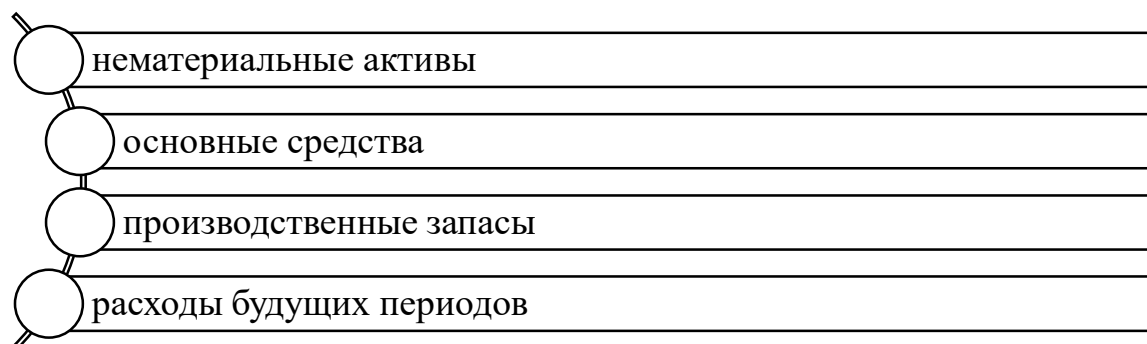 нематериальные активы
основные средства
производственные запасы
расходы будущих периодов